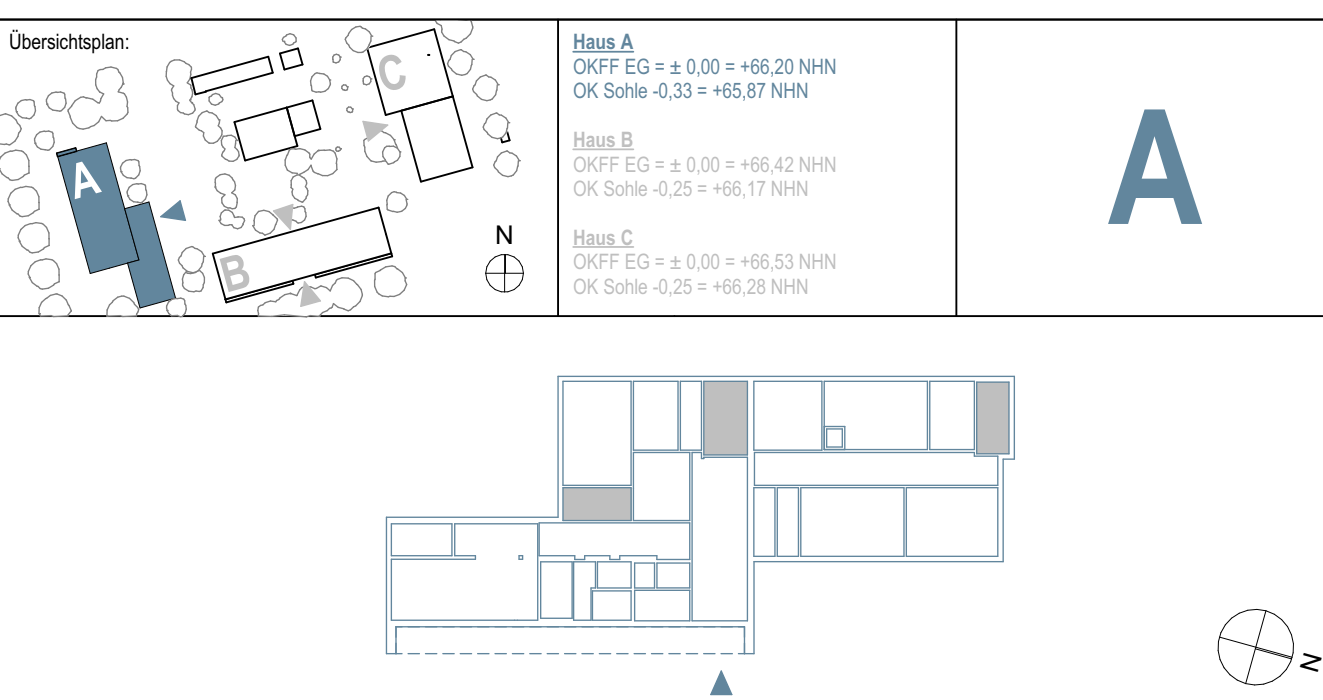 Übersichtsplan:
A
B
C
N
Haus A
OKFF EG = ± 0,00 = +66,20 NHN
OK Sohle -0,33 = +65,87 NHN
Haus B
OKFF EG = ± 0,00 = +66,42 NHN
OK Sohle -0,25 = +66,17 NHN
Haus C
OKFF EG = ± 0,00 = +66,53 NHN
OK Sohle -0,25 = +66,28 NHN
A
N